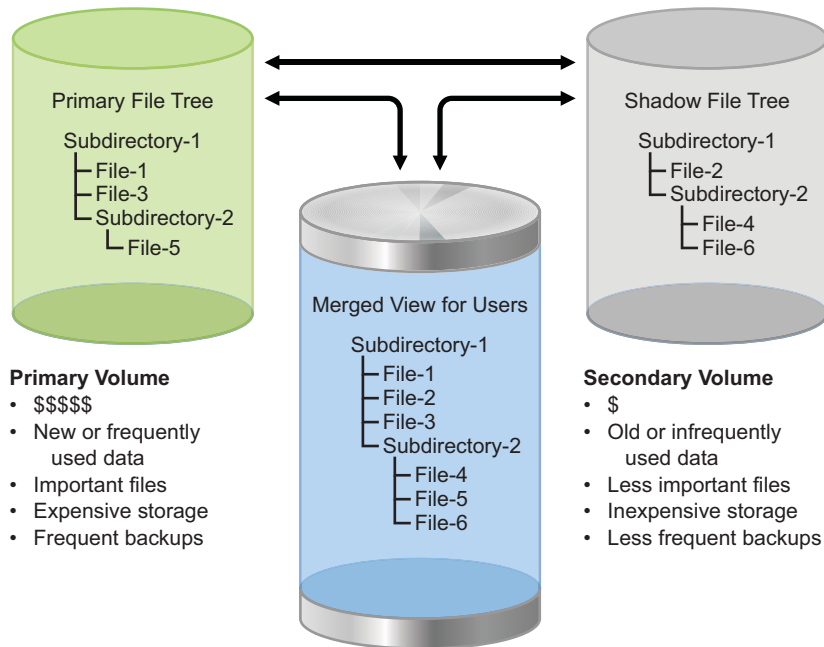 Primary File Tree
Subdirectory-1
File-1
File-3
Subdirectory-2
File-5
Shadow File Tree
Subdirectory-1
File-2
Subdirectory-2
File-4
File-6
Merged View for Users
Subdirectory-1
File-1
File-2
File-3
Subdirectory-2
File-4
File-5
File-6
Primary Volume
• $$$$$
• New or frequently
used data
• Important files
• Expensive storage
• Frequent backups
Secondary Volume
• $
• Old or infrequently
used data
• Less important files
• Inexpensive storage
• Less frequent backups